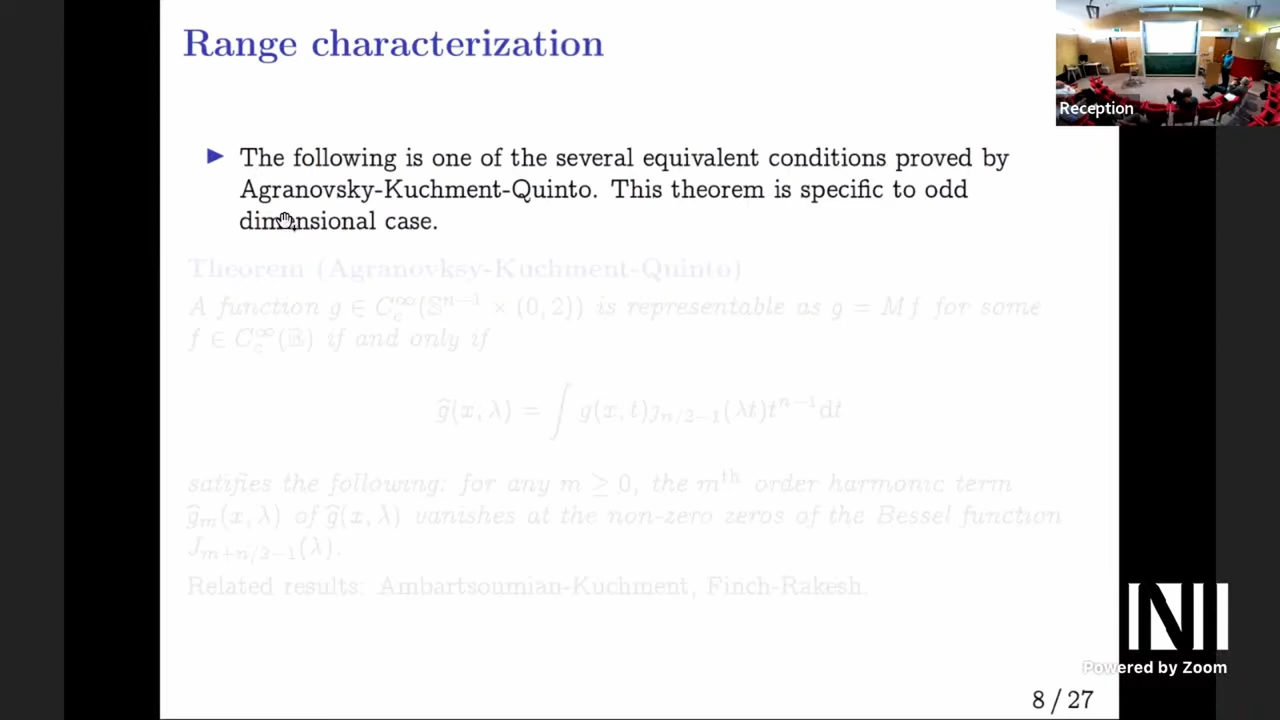 Range characterization
Reception
▶ The following is one of the several equivalent conditions proved by
Agranovsky-Kuchment-Quinto. This theorem is specific to odd
dimensional case.
Theorem (Agranovksy-Kuchment-Quinto)
A function g ∈ C_c^∞(𝕊^{n−1} × (0, 2)) is representable as g = Mf for some
f ∈ C_c^∞(𝔹) if and only if
ĝ(x, λ) = ∫ g(x, t)j_{n/2−1}(λt)t^{n−1}dt
satisfies the following: for any m ≥ 0, the m^{th} order harmonic term
ĝ_m(x, λ) of ĝ(x, λ) vanishes at the non-zero zeros of the Bessel function
J_{m+n/2−1}(λ).
Related results: Ambartsoumian-Kuchment, Finch-Rakesh.
Powered by Zoom
8 / 27